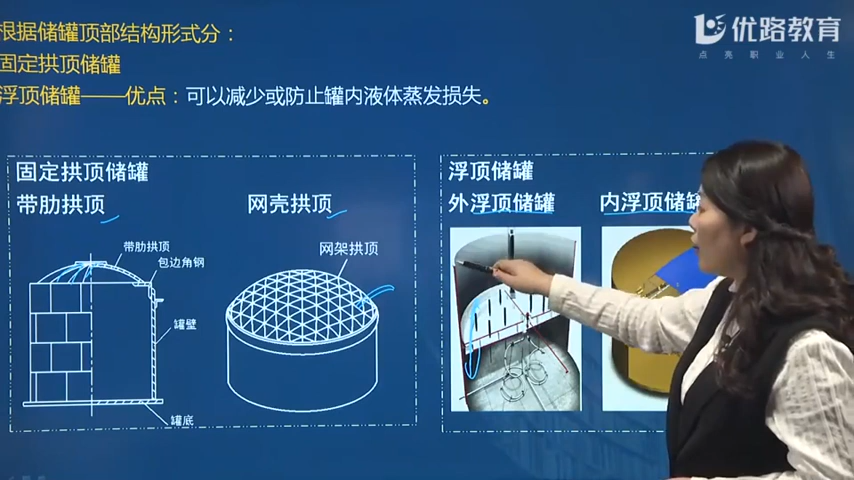 根据储罐顶部结构形式分：
固定拱顶储罐
浮顶储罐——优点：可以减少或防止罐内液体蒸发损失。
优路教育
点亮职业人生
固定拱顶储罐
带肋拱顶
网壳拱顶
带肋拱顶
包边角钢
罐壁
罐底
网架拱顶
浮顶储罐
外浮顶储罐
内浮顶储罐